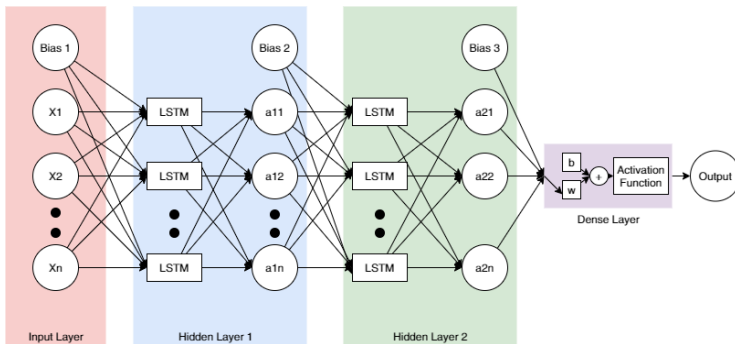 Bias 1
Bias 2
Bias 3
X1
LSTM
a11
LSTM
a21
X2
LSTM
a12
LSTM
a22
b
w
+
Activation
Function
Output
Dense Layer
Xn
LSTM
a1n
LSTM
a2n
Input Layer
Hidden Layer 1
Hidden Layer 2